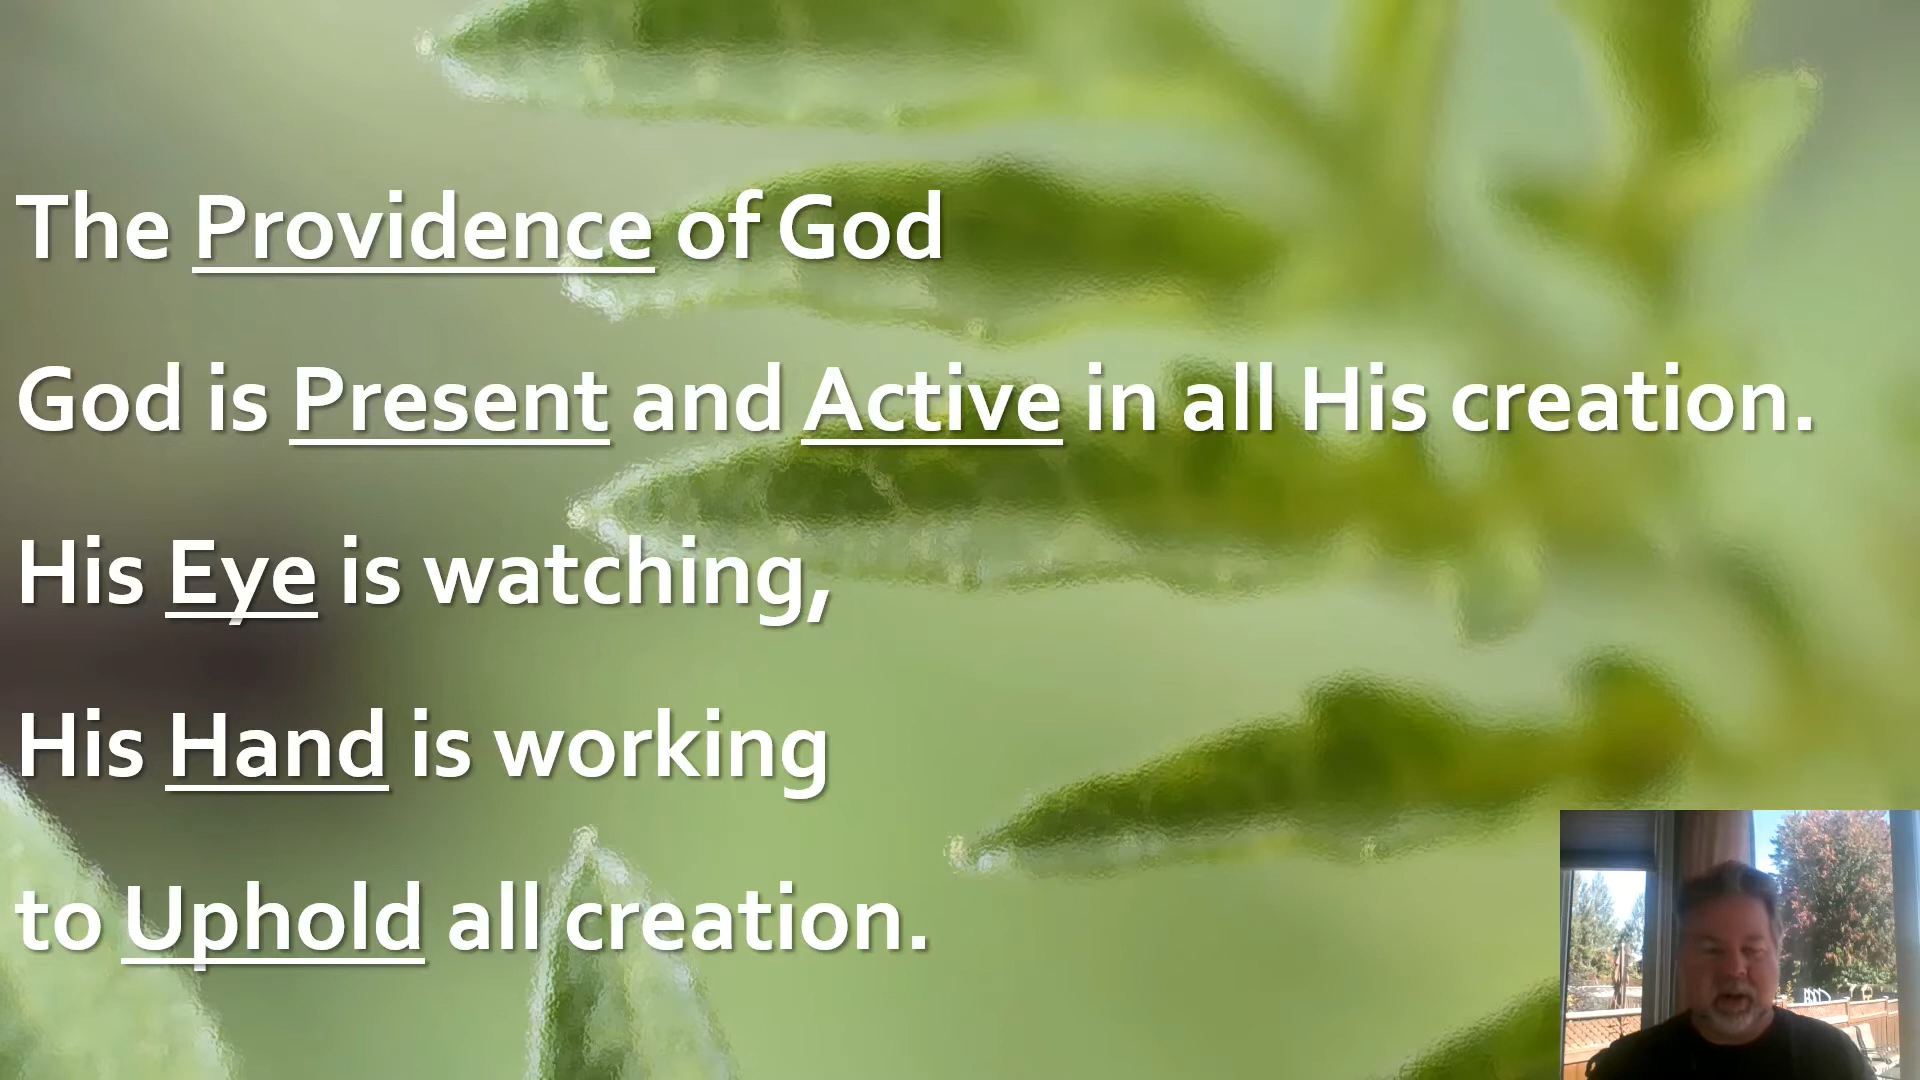 The Providence of God
God is Present and Active in all His creation.
His Eye is watching,
His Hand is working
to Uphold all creation.